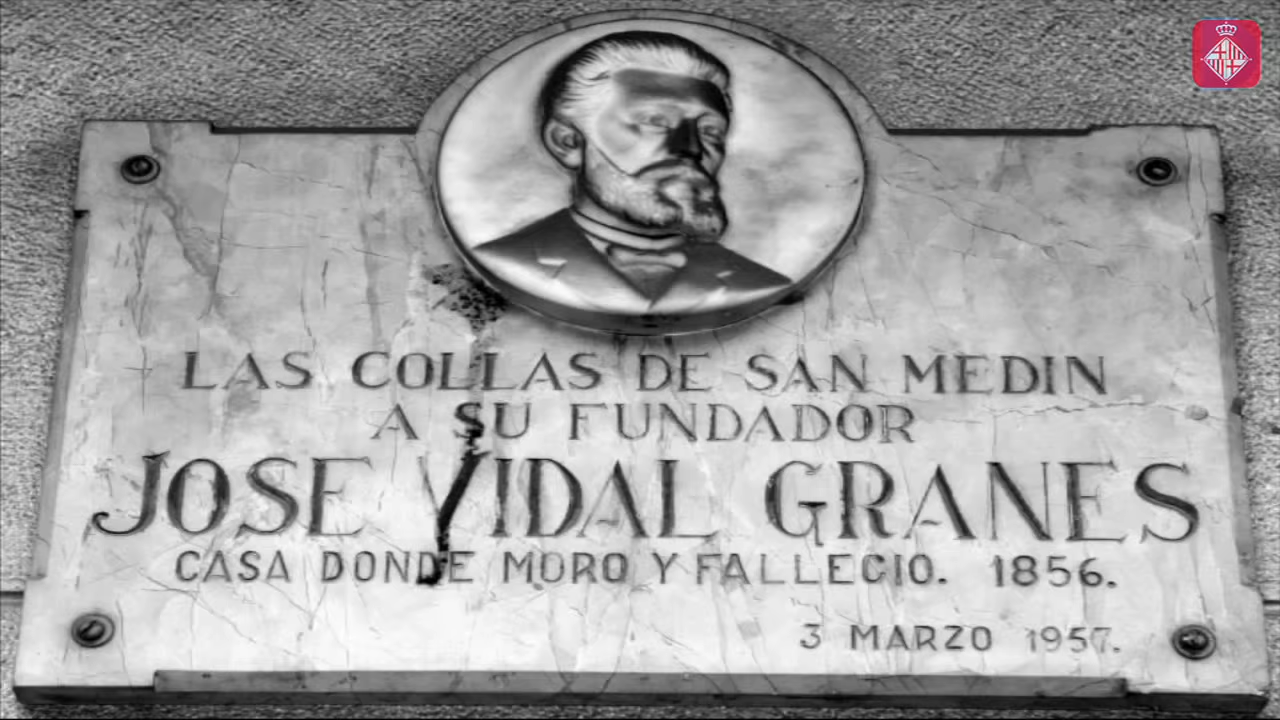 LAS COLLAS DE SAN MEDIN
A SU FUNDADOR
JOSE VIDAL GRANES
CASA DONDE MORO Y FALLECIO. 1856.
3 MARZO 1957.